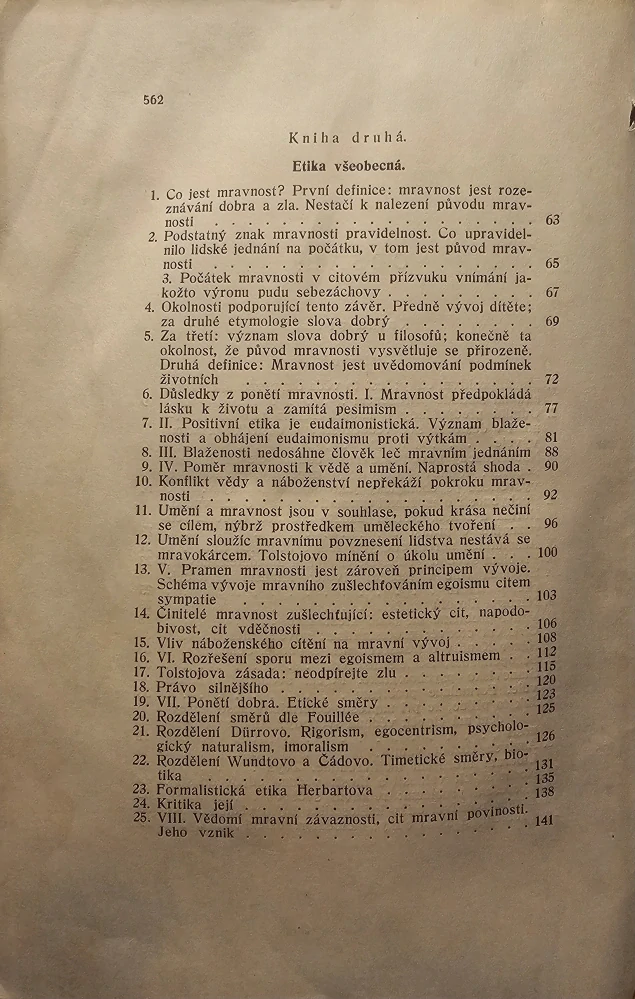 562
Kniha druhá.
Etika všeobecná.
1. Co jest mravnost? První definice: mravnost jest roze-
znávání dobra a zla. Nestačí k nalezení původu mrav-
nosti . . . . . . . . . . . . . . . . . 63
2. Podstatný znak mravnosti pravidelnost. Co upravidel-
nilo lidské jednání na počátku, v tom jest původ mrav-
nosti . . . . . . . . . . . . . . . . . 65
3. Počátek mravnosti v citovém přízvuku vnímání ja-
kožto výronu pudu sebezáchovy . . . . . . . . . 67
4. Okolnosti podporující tento závěr. Předně vývoj dítěte;
za druhé etymologie slova dobrý . . . . . . . . 69
5. Za třetí: význam slova dobrý u filosofů; konečně ta
okolnost, že původ mravnosti vysvětluje se přirozeně.
Druhá definice: Mravnost jest uvědomování podmínek
životních . . . . . . . . . . . . . . . . 72
6. Důsledky z ponětí mravnosti. I. Mravnost předpokládá
lásku k životu a zamítá pesimism . . . . . . . . 77
7. II. Positivní etika je eudaimonistická. Význam blaže-
nosti a obhájení eudaimonismu proti výtkám . . . . 81
8. III. Blaženosti nedosáhne člověk leč mravním jednáním 88
9. IV. Poměr mravnosti k vědě a umění. Naprostá shoda . 90
10. Konflikt vědy a náboženství nepřekáží pokroku mrav-
nosti . . . . . . . . . . . . . . . . . 92
11. Umění a mravnost jsou v souhlase, pokud krása nečiní
se cílem, nýbrž prostředkem uměleckého tvoření . . 96
12. Umění sloužíc mravnímu povznesení lidstva nestává se
mravokárcem. Tolstojovo mínění o úkolu umění . . . 100
13. V. Pramen mravnosti jest zároveň principem vývoje.
Schéma vývoje mravního zušlechťováním egoismu citem
sympatie . . . . . . . . . . . . . . . . 103
14. Činitelé mravnost zušlechťující: estetický cit, napodo-
bivost, cit vděčnosti . . . . . . . . . . . . 106
15. Vliv náboženského cítění na mravní vývoj . . . . . 108
16. VI. Rozřešení sporu mezi egoismem a altruismem . . 112
17. Tolstojova zásada: neodpírejte zlu . . . . . . . . 115
18. Právo silnějšího . . . . . . . . . . . . . . 120
19. VII. Ponětí dobra. Etické směry . . . . . . . . 123
20. Rozdělení směrů dle Fouillée . . . . . . . . . 125
21. Rozdělení Dürrovo. Rigorism, egocentrism, psycholo-
gický naturalism, imoralism . . . . . . . . . 126
22. Rozdělení Wundtovo a Čádovo. Timetické směry, bio-
tika . . . . . . . . . . . . . . . . . . 131
23. Formalistická etika Herbartova . . . . . . . . 135
24. Kritika její . . . . . . . . . . . . . . . 138
25. VIII. Vědomí mravní závaznosti, cit mravní povinosti.
Jeho vznik . . . . . . . . . . . . . . . 141